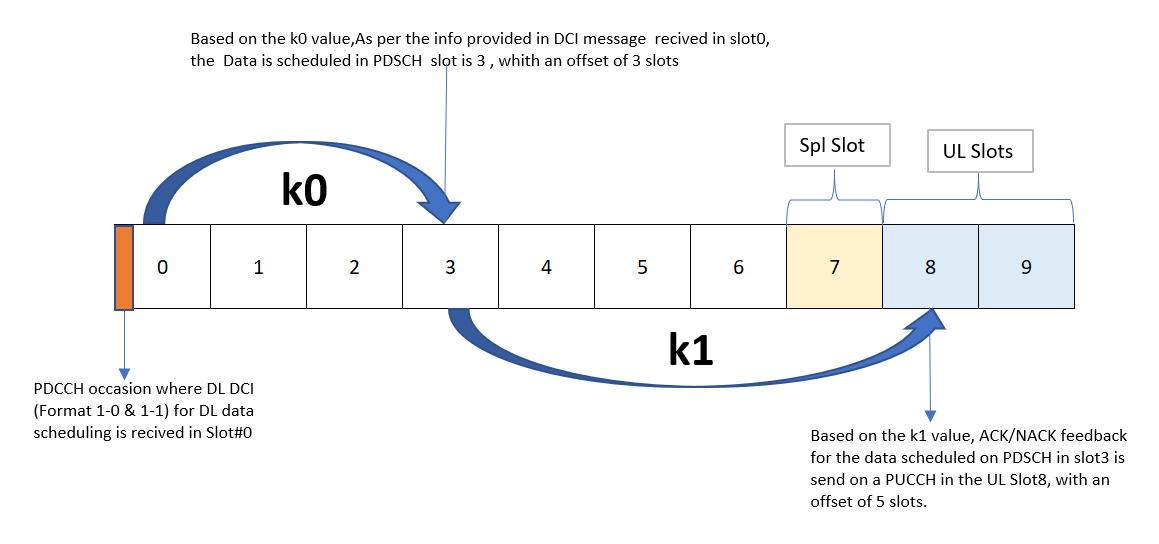 Based on the k0 value,As per the info provided in DCI message recived in slot0,
the Data is scheduled in PDSCH slot is 3 , whith an offset of 3 slots
Spl Slot
UL Slots
k0
0 1 2 3 4 5 6 7 8 9
k1
PDCCH occasion where DL DCI
(Format 1-0 & 1-1) for DL data
scheduling is recived in Slot#0
Based on the k1 value, ACK/NACK feedback
for the data scheduled on PDSCH in slot3 is
send on a PUCCH in the UL Slot8, with an
offset of 5 slots.